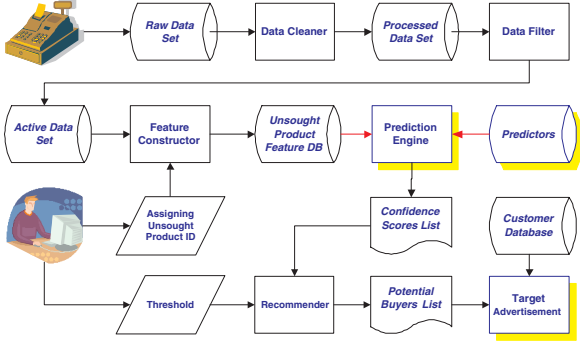 Raw Data
Set
Data Cleaner
Processed
Data Set
Data Filter
Active Data
Set
Feature
Constructor
Unsought
Product
Feature DB
Prediction
Engine
Predictors
Assigning
Unsought
Product ID
Confidence
Scores List
Customer
Database
Threshold
Recommender
Potential
Buyers List
Target
Advertisement